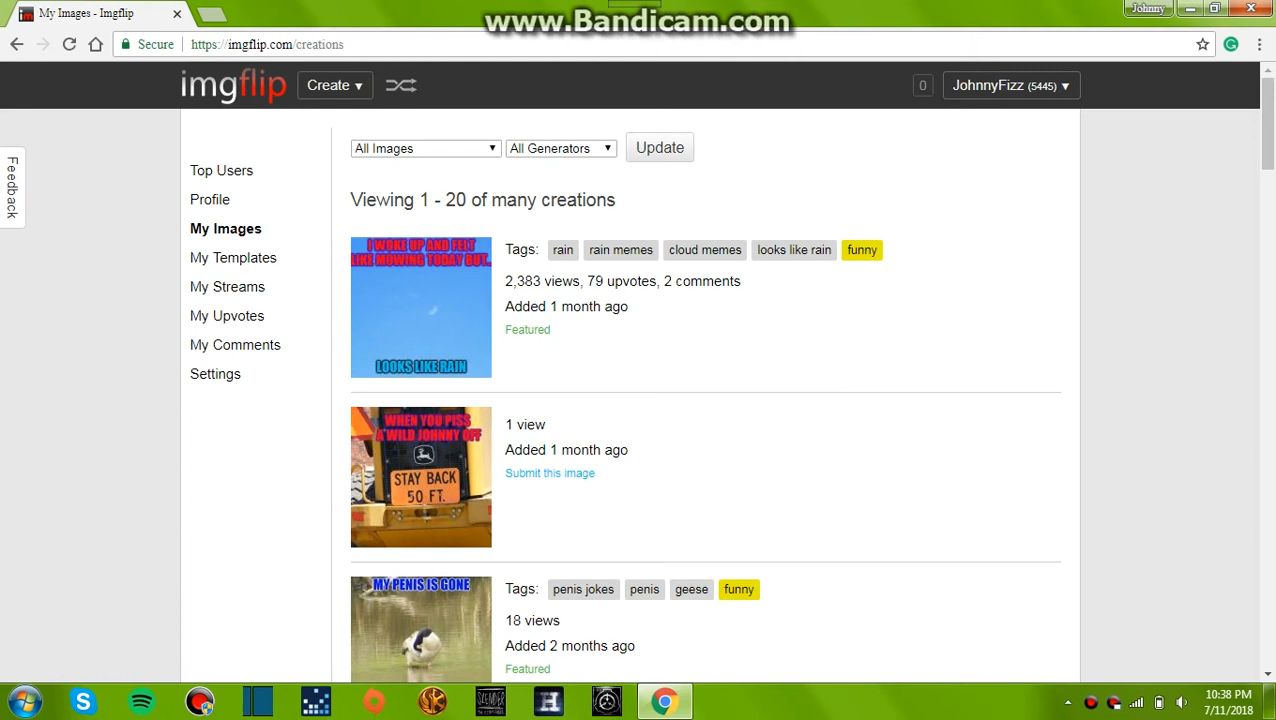 My Images - Imgflip
www.Bandicam.com
Johnny
Secure https://imgflip.com/creations
imgflip Create 0 JohnnyFizz (5445)
Feedback
All Images All Generators Update
Top Users
Profile
My Images
My Templates
My Streams
My Upvotes
My Comments
Settings
Viewing 1 - 20 of many creations
I WOKE UP AND FELT
LIKE MOWING TODAY BUT..
LOOKS LIKE RAIN
Tags: rain rain memes cloud memes looks like rain funny
2,383 views, 79 upvotes, 2 comments
Added 1 month ago
Featured
WHEN YOU PISS
A WILD JOHNNY OFF
STAY BACK
50 FT.
1 view
Added 1 month ago
Submit this image
MY PENIS IS GONE
Tags: penis jokes penis geese funny
18 views
Added 2 months ago
Featured
SLENDER
H
10:38 PM
7/11/2018